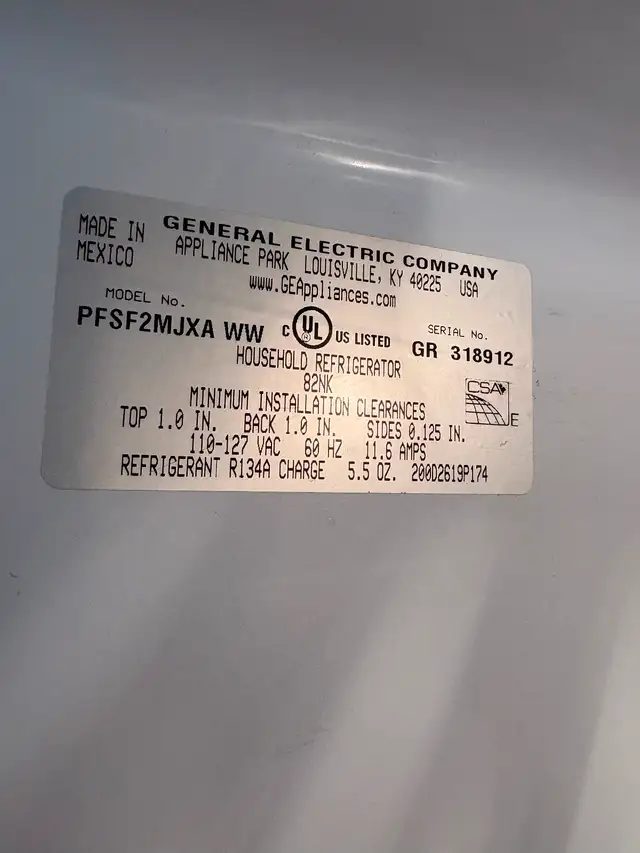 MADE IN
MEXICO
GENERAL ELECTRIC COMPANY
APPLIANCE PARK LOUISVILLE, KY 40225 USA
www.GEAppliances.com
MODEL No.
PFSF2MJXA WW
C UL US LISTED
SERIAL No.
GR 318912
HOUSEHOLD REFRIGERATOR
82NK
MINIMUM INSTALLATION CLEARANCES
TOP 1.0 IN. BACK 1.0 IN. SIDES 0.125 IN.
110-127 VAC 60 HZ 11.6 AMPS
REFRIGERANT R134A CHARGE 5.5 OZ. 200D2619P174
CSA
E